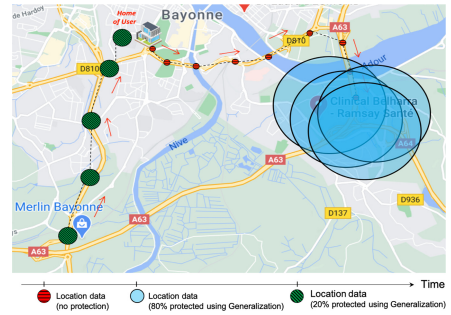 de Hardoy
Home
of User
Bayonne
A63
D810
D810
Adour
Clinical Belharra
- Ramsay Santé
A64
Nive
A63
D936
Merlin Bayonne
D137
A63
A63
Time
Location data
(no protection)
Location data
(80% protected using Generalization)
Location data
(20% protected using Generalization)